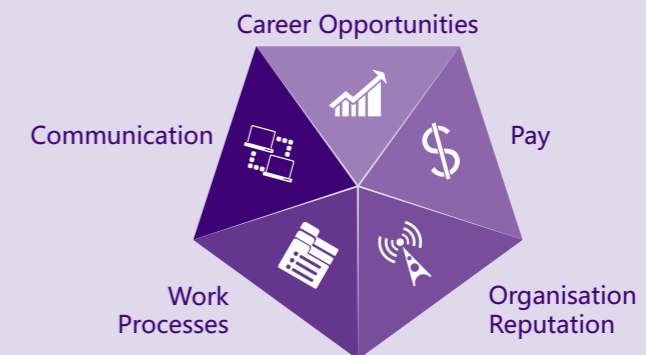 Career Opportunities
Communication
Pay
Work
Processes
Organisation
Reputation